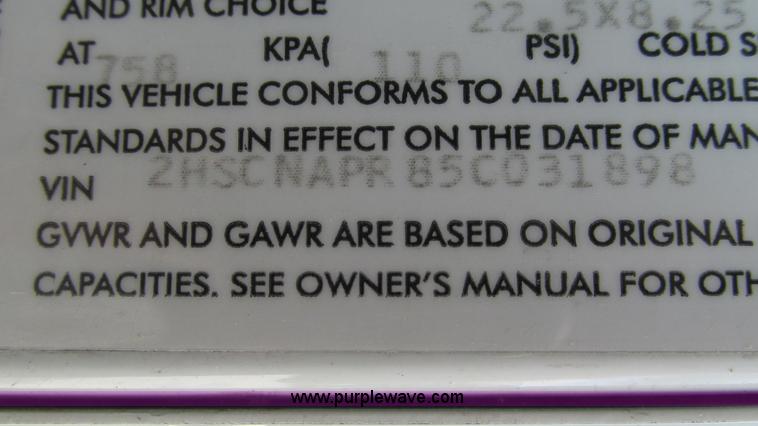 AND RIM CHOICE 22.5X8.25
AT 758 KPA( 110 PSI) COLD S
THIS VEHICLE CONFORMS TO ALL APPLICABLE
STANDARDS IN EFFECT ON THE DATE OF MAN
VIN 2HSCNAPR85C031898
GVWR AND GAWR ARE BASED ON ORIGINAL
CAPACITIES. SEE OWNER'S MANUAL FOR OTH
www.purplewave.com